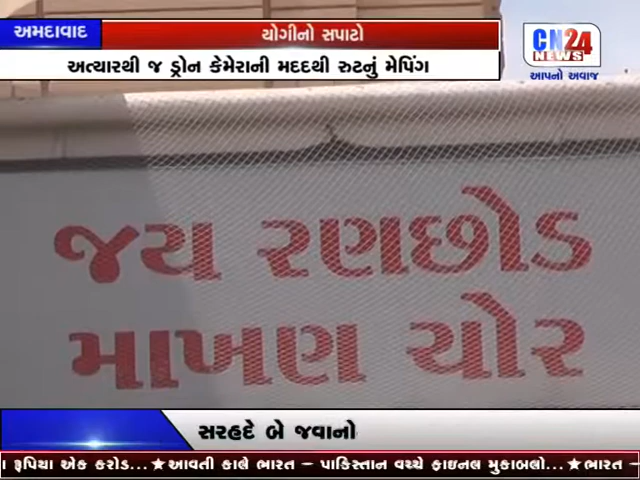 અમદાવાદ
યોગીનો સપાટો
અત્યારથી જ ડ્રોન કેમેરાની મદદથી રુટનું મેપિંગ
CN24
NEWS
આપનો અવાજ
જય રણછોડ
માખણ ચોર
સરહદે બે જવાનો
રૂપિયા એક કરોડ... ★આવતી કાલે ભારત – પાકિસ્તાન વચ્ચે ફાઇનલ મુકાબલો... ★ભારત –